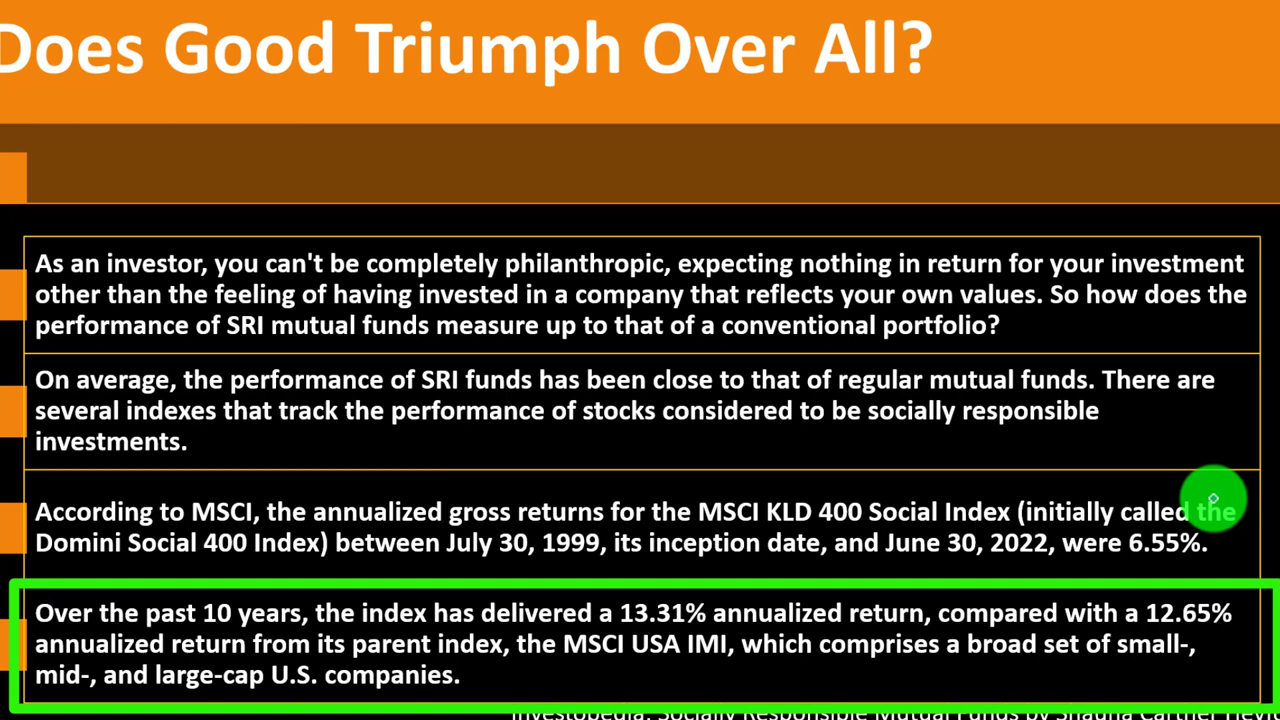 Does Good Triumph Over All?
As an investor, you can't be completely philanthropic, expecting nothing in return for your investment
other than the feeling of having invested in a company that reflects your own values. So how does the
performance of SRI mutual funds measure up to that of a conventional portfolio?
On average, the performance of SRI funds has been close to that of regular mutual funds. There are
several indexes that track the performance of stocks considered to be socially responsible
investments.
According to MSCI, the annualized gross returns for the MSCI KLD 400 Social Index (initially called the
Domini Social 400 Index) between July 30, 1999, its inception date, and June 30, 2022, were 6.55%.
Over the past 10 years, the index has delivered a 13.31% annualized return, compared with a 12.65%
annualized return from its parent index, the MSCI USA IMI, which comprises a broad set of small-,
mid-, and large-cap U.S. companies.
Investopedia: Socially Responsible Mutual Funds by Shauna